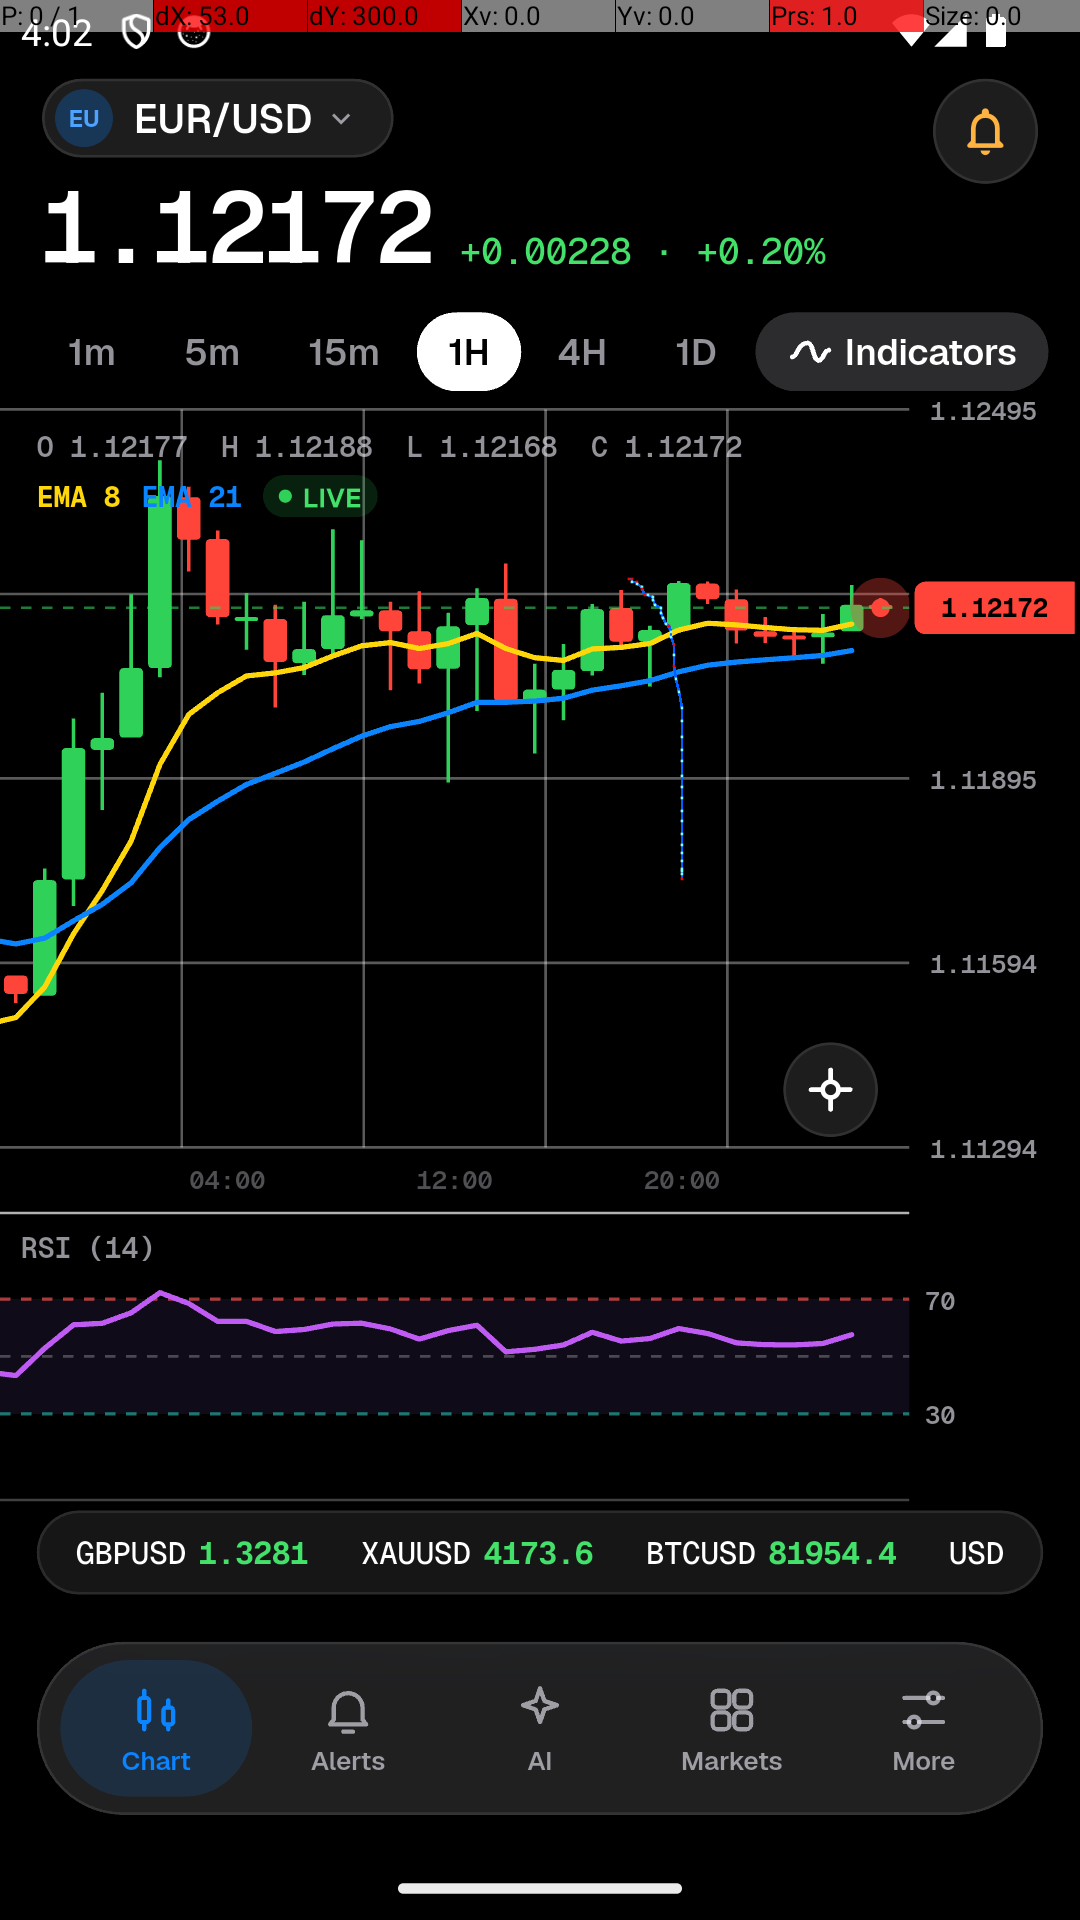 P: 0 / 1 dX: 53.0 dY: 300.0 Xv: 0.0 Yv: 0.0 Prs: 1.0 Size: 0.0
4:02
EU EUR/USD
1.12172 +0.00228 · +0.20%
1m 5m 15m 1H 4H 1D Indicators
1.12495
O 1.12177 H 1.12188 L 1.12168 C 1.12172
EMA 8 EMA 21 LIVE
1.12172
1.11895
1.11594
1.11294
04:00 12:00 20:00
RSI (14)
70
30
GBPUSD 1.3281 XAUUSD 4173.6 BTCUSD 81954.4 USD
Chart Alerts AI Markets More